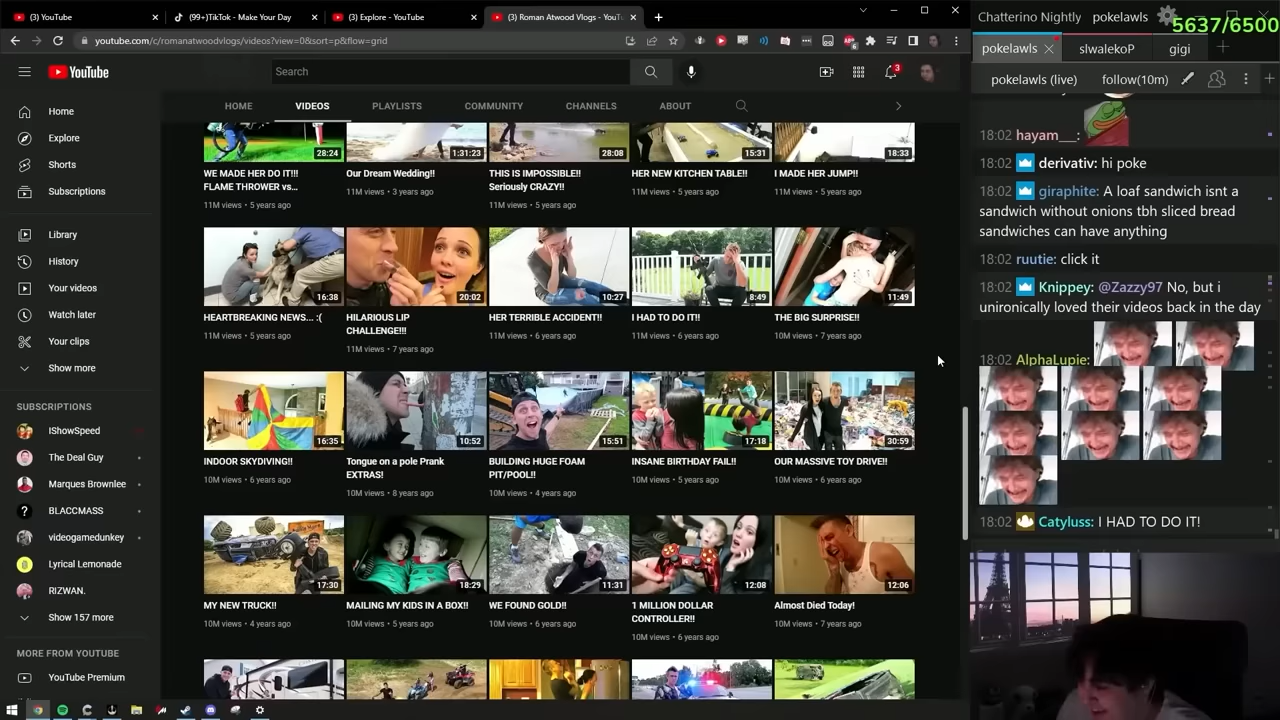 (3) YouTube
(99+)TikTok - Make Your Day
(3) Explore - YouTube
(3) Roman Atwood Vlogs - YouTu
youtube.com/c/romanatwoodvlogs/videos?view=0&sort=p&flow=grid
YouTube
Search
3
HOME
VIDEOS
PLAYLISTS
COMMUNITY
CHANNELS
ABOUT
Home
Explore
Shorts
Subscriptions
Library
History
Your videos
Watch later
Your clips
Show more
SUBSCRIPTIONS
IShowSpeed
The Deal Guy
Marques Brownlee
BLACCMASS
videogamedunkey
Lyrical Lemonade
RIZWAN.
Show 157 more
MORE FROM YOUTUBE
YouTube Premium
28:24
1:31:23
28:08
15:31
18:33
WE MADE HER DO IT!!!
FLAME THROWER vs...
11M views • 5 years ago
Our Dream Wedding!!
11M views • 3 years ago
THIS IS IMPOSSIBLE!!
Seriously CRAZY!!
11M views • 5 years ago
HER NEW KITCHEN TABLE!!
11M views • 5 years ago
I MADE HER JUMP!!
11M views • 5 years ago
16:38
20:02
10:27
8:49
11:49
HEARTBREAKING NEWS... :(
11M views • 5 years ago
HILARIOUS LIP
CHALLENGE!!!
11M views • 7 years ago
HER TERRIBLE ACCIDENT!!
11M views • 6 years ago
I HAD TO DO IT!!
11M views • 6 years ago
THE BIG SURPRISE!!
10M views • 7 years ago
16:35
10:52
15:51
17:18
30:59
INDOOR SKYDIVING!!
10M views • 6 years ago
Tongue on a pole Prank
EXTRAS!
10M views • 8 years ago
BUILDING HUGE FOAM
PIT/POOL!!
10M views • 4 years ago
INSANE BIRTHDAY FAIL!!
10M views • 5 years ago
OUR MASSIVE TOY DRIVE!!
10M views • 6 years ago
17:30
18:29
11:31
12:08
12:06
MY NEW TRUCK!!
10M views • 4 years ago
MAILING MY KIDS IN A BOX!!
10M views • 5 years ago
WE FOUND GOLD!!
10M views • 6 years ago
1 MILLION DOLLAR
CONTROLLER!!
10M views • 6 years ago
Almost Died Today!
10M views • 7 years ago
Chatterino Nightly
pokelawls
5637/6500
pokelawls
slwalekoP
gigi
pokelawls (live)
follow(10m)
18:02 hayam__:
18:02 derivativ: hi poke
18:02 giraphite: A loaf sandwich isnt a
sandwich without onions tbh sliced bread
sandwiches can have anything
18:02 ruutie: click it
18:02 Knippey: @Zazzy97 No, but i
unironically loved their videos back in the day
18:02 AlphaLupie:
18:02 Catyluss: I HAD TO DO IT!